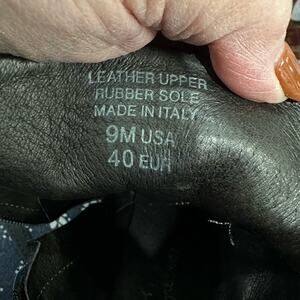 LEATHER UPPER
RUBBER SOLE
MADE IN ITALY
9M USA
40 EUR